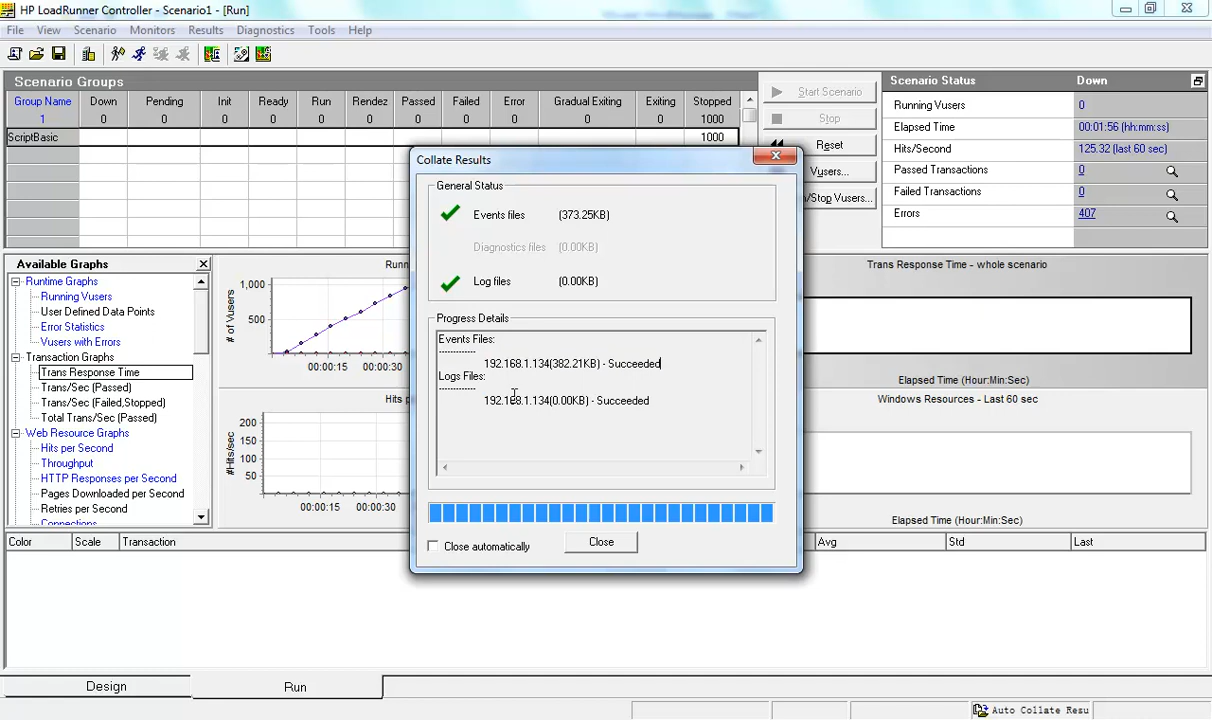 HP LoadRunner Controller - Scenario1 - [Run]
File View Scenario Monitors Results Diagnostics Tools Help
Scenario Groups
Group Name Down Pending Init Ready Run Rendez Passed Failed Error Gradual Exiting Exiting Stopped
1 0 0 0 0 0 0 0 0 0 0 0 1000
ScriptBasic 1000
Start Scenario
Stop
Reset
Vusers...
/Stop Vusers...
Scenario Status Down
Running Vusers 0
Elapsed Time 00:01:56 (hh:mm:ss)
Hits/Second 125.32 (last 60 sec)
Passed Transactions 0
Failed Transactions 0
Errors 407
Collate Results
General Status
Events files (373.25KB)
Diagnostics files (0.00KB)
Log files (0.00KB)
Progress Details
Events Files:
------------
192.168.1.134(382.21KB) - Succeeded
Logs Files:
------------
192.168.1.134(0.00KB) - Succeeded
Close automatically
Close
Available Graphs
Runtime Graphs
Running Vusers
User Defined Data Points
Error Statistics
Vusers with Errors
Transaction Graphs
Trans Response Time
Trans/Sec (Passed)
Trans/Sec (Failed,Stopped)
Total Trans/Sec (Passed)
Web Resource Graphs
Hits per Second
Throughput
HTTP Responses per Second
Pages Downloaded per Second
Retries per Second
Connections
# of Vusers
1,000
500
00:00:15 00:00:30
Hits p
#Hits/sec
200
150
100
50
00:00:15 00:00:30
Trans Response Time - whole scenario
Elapsed Time (Hour:Min:Sec)
Windows Resources - Last 60 sec
Elapsed Time (Hour:Min:Sec)
Color Scale Transaction Avg Std Last
Design Run
Auto Collate Resu